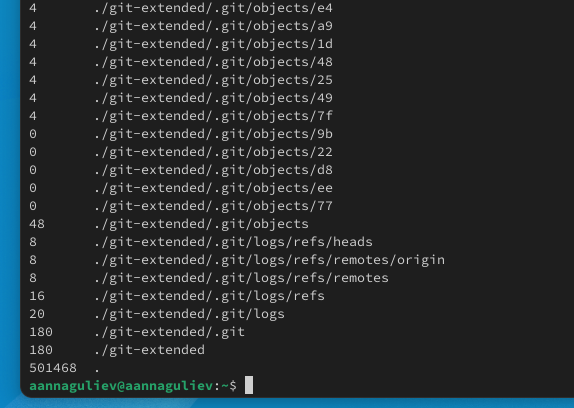 4 ./git-extended/.git/objects/e4
4 ./git-extended/.git/objects/a9
4 ./git-extended/.git/objects/1d
4 ./git-extended/.git/objects/48
4 ./git-extended/.git/objects/25
4 ./git-extended/.git/objects/49
4 ./git-extended/.git/objects/7f
0 ./git-extended/.git/objects/9b
0 ./git-extended/.git/objects/22
0 ./git-extended/.git/objects/d8
0 ./git-extended/.git/objects/ee
0 ./git-extended/.git/objects/77
48 ./git-extended/.git/objects
8 ./git-extended/.git/logs/refs/heads
8 ./git-extended/.git/logs/refs/remotes/origin
8 ./git-extended/.git/logs/refs/remotes
16 ./git-extended/.git/logs/refs
20 ./git-extended/.git/logs
180 ./git-extended/.git
180 ./git-extended
501468 .
aannaguliev@aannaguliev:~$